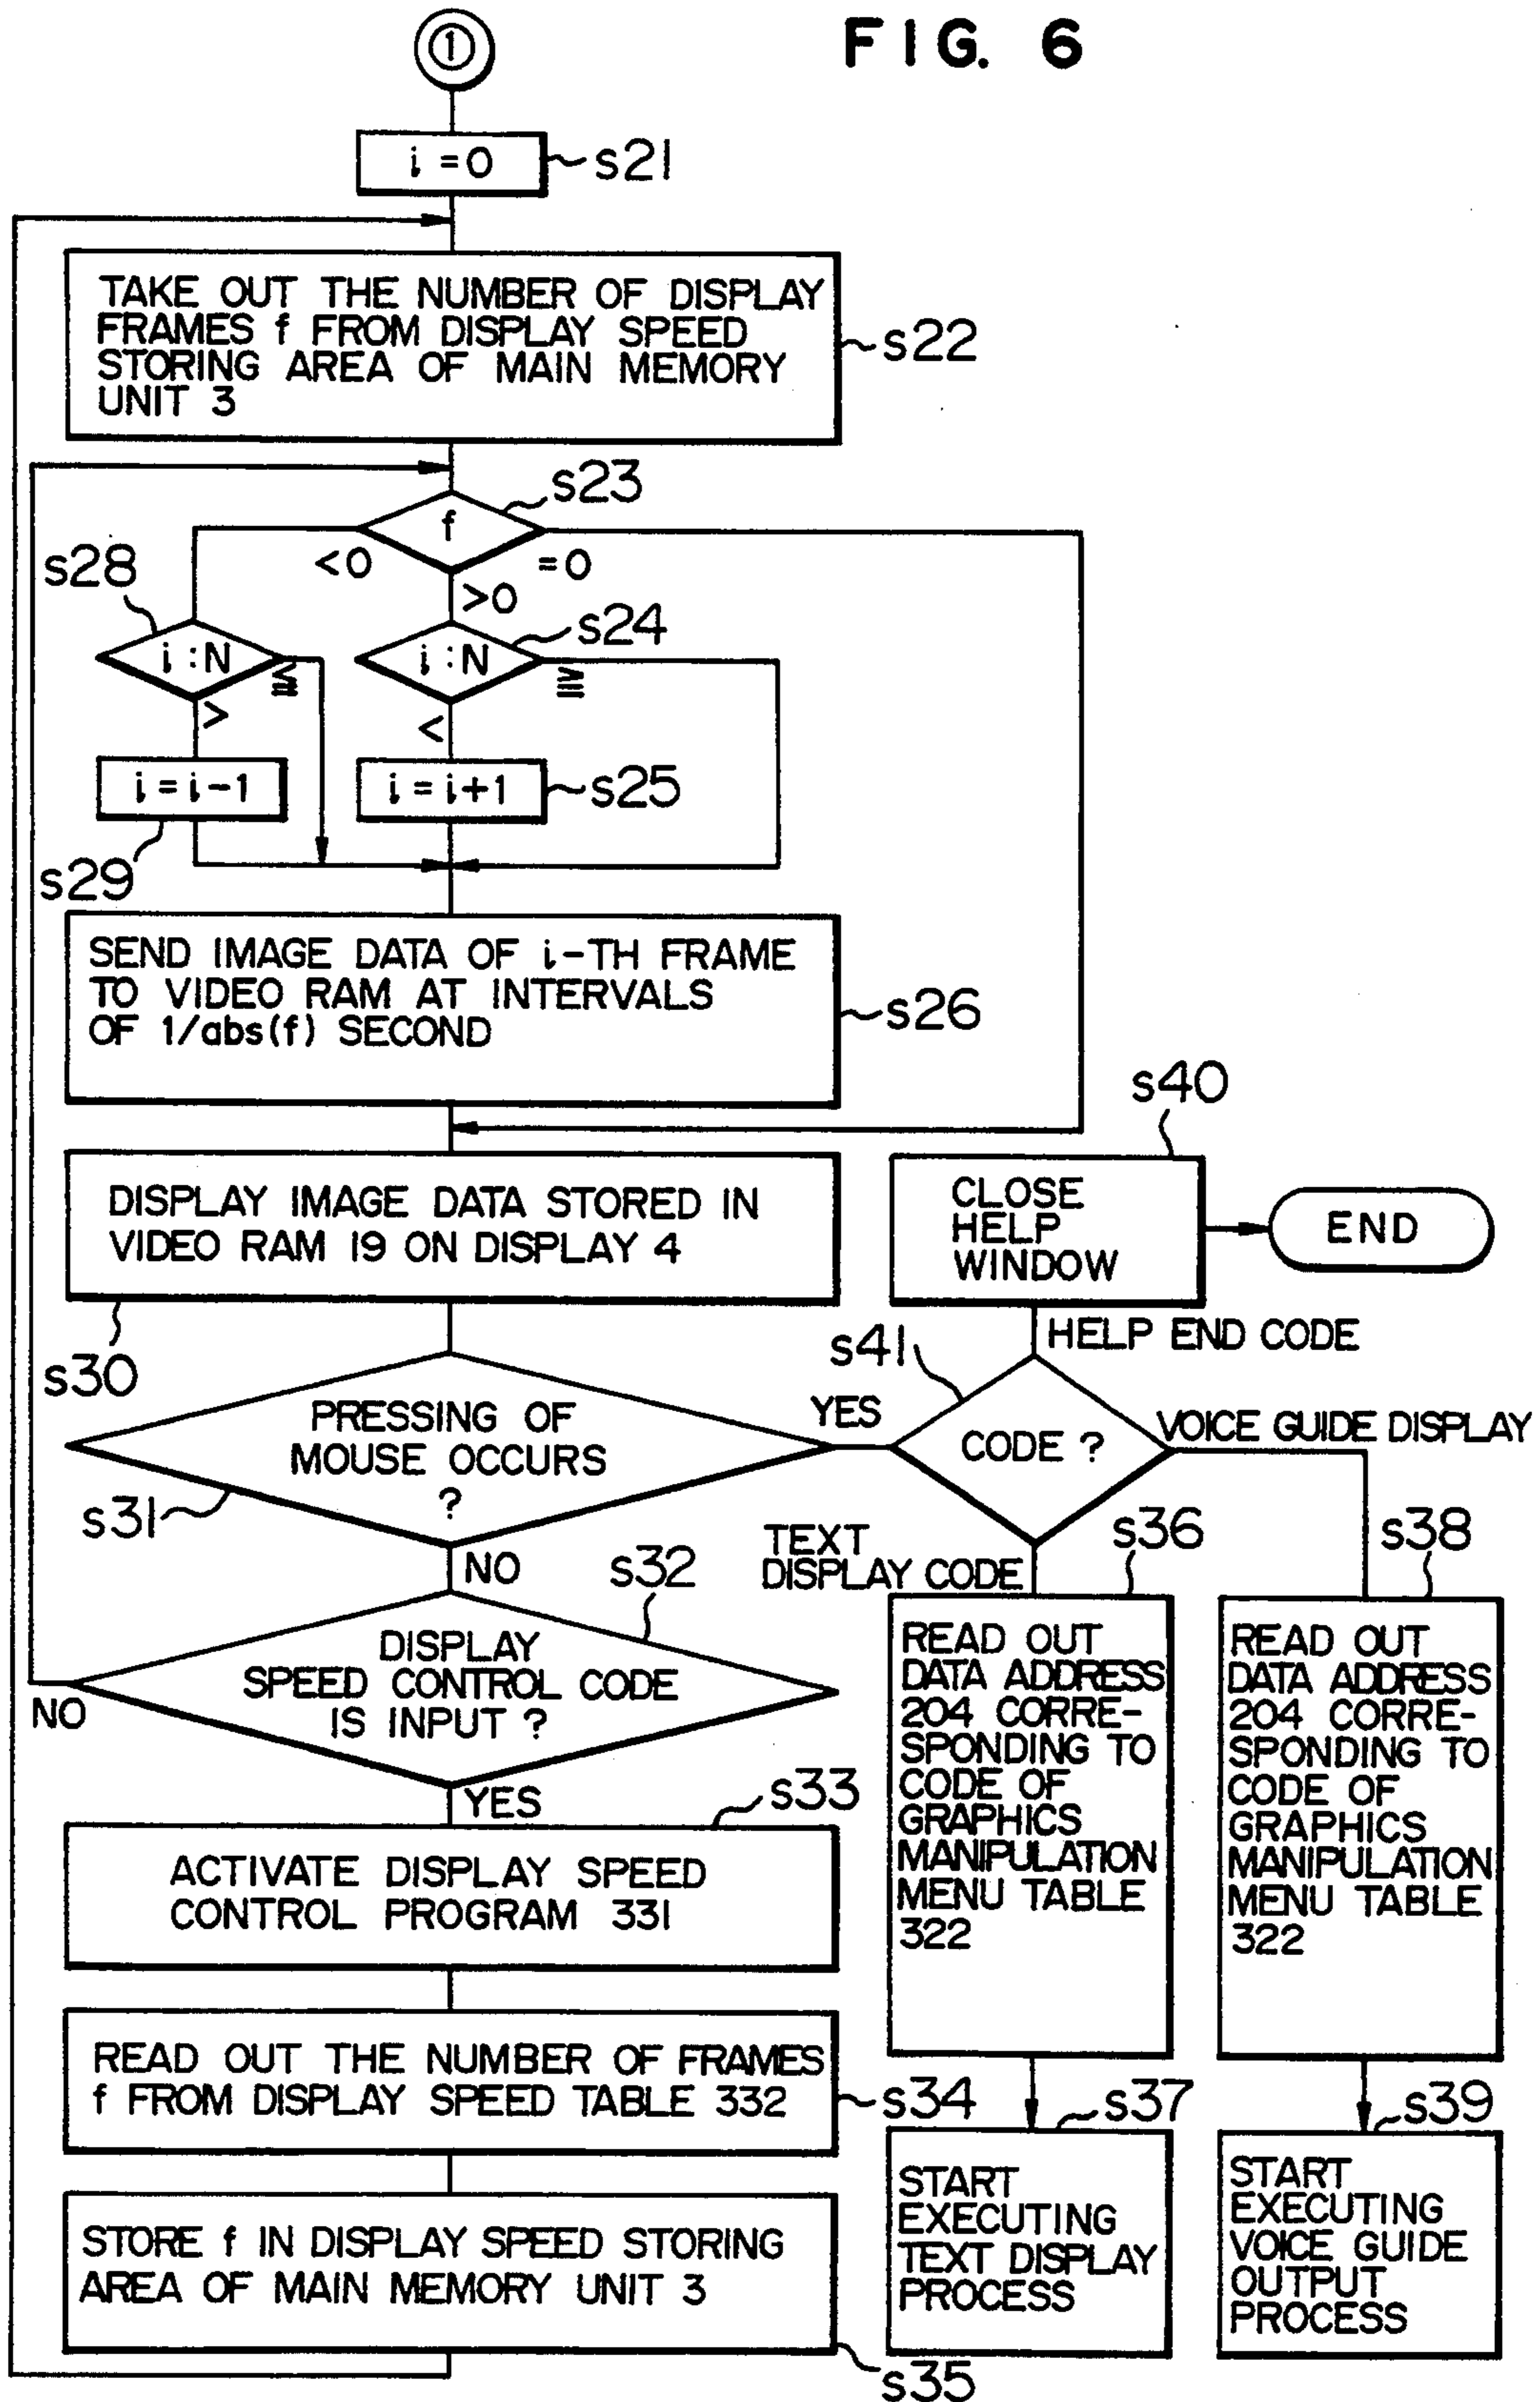 FIG. 6
1
i = 0
s21
TAKE OUT THE NUMBER OF DISPLAY
FRAMES f FROM DISPLAY SPEED
STORING AREA OF MAIN MEMORY
UNIT 3
s22
s23
f
<0
=0
>0
s28
s24
i : N
≦
>
i : N
≧
<
i = i-1
i = i+1
s25
s29
SEND IMAGE DATA OF i-TH FRAME
TO VIDEO RAM AT INTERVALS
OF 1/abs(f) SECOND
s26
s40
DISPLAY IMAGE DATA STORED IN
VIDEO RAM 19 ON DISPLAY 4
s30
CLOSE
HELP
WINDOW
END
HELP END CODE
s41
PRESSING OF
MOUSE OCCURS
?
s31
YES
CODE ?
VOICE GUIDE DISPLAY
NO
s32
TEXT
DISPLAY CODE
s36
s38
DISPLAY
SPEED CONTROL CODE
IS INPUT ?
NO
YES
s33
READ OUT
DATA ADDRESS
204 CORRE-
SPONDING TO
CODE OF
GRAPHICS
MANIPULATION
MENU TABLE
322
READ OUT
DATA ADDRESS
204 CORRE-
SPONDING TO
CODE OF
GRAPHICS
MANIPULATION
MENU TABLE
322
ACTIVATE DISPLAY SPEED
CONTROL PROGRAM 331
READ OUT THE NUMBER OF FRAMES
f FROM DISPLAY SPEED TABLE 332
s34
s37
s39
START
EXECUTING
TEXT DISPLAY
PROCESS
START
EXECUTING
VOICE GUIDE
OUTPUT
PROCESS
STORE f IN DISPLAY SPEED STORING
AREA OF MAIN MEMORY UNIT 3
s35